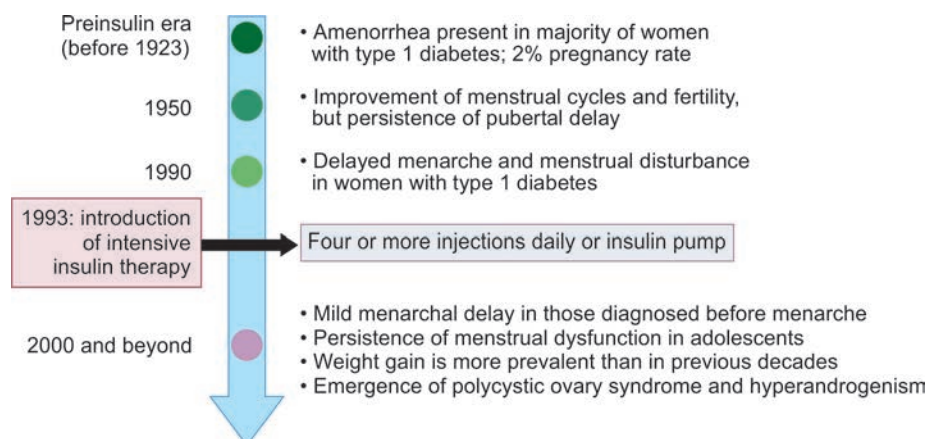 Preinsulin era
(before 1923)
• Amenorrhea present in majority of women
with type 1 diabetes; 2% pregnancy rate
1950
• Improvement of menstrual cycles and fertility,
but persistence of pubertal delay
1990
• Delayed menarche and menstrual disturbance
in women with type 1 diabetes
1993: introduction
of intensive
insulin therapy
Four or more injections daily or insulin pump
2000 and beyond
• Mild menarchal delay in those diagnosed before menarche
• Persistence of menstrual dysfunction in adolescents
• Weight gain is more prevalent than in previous decades
• Emergence of polycystic ovary syndrome and hyperandrogenism